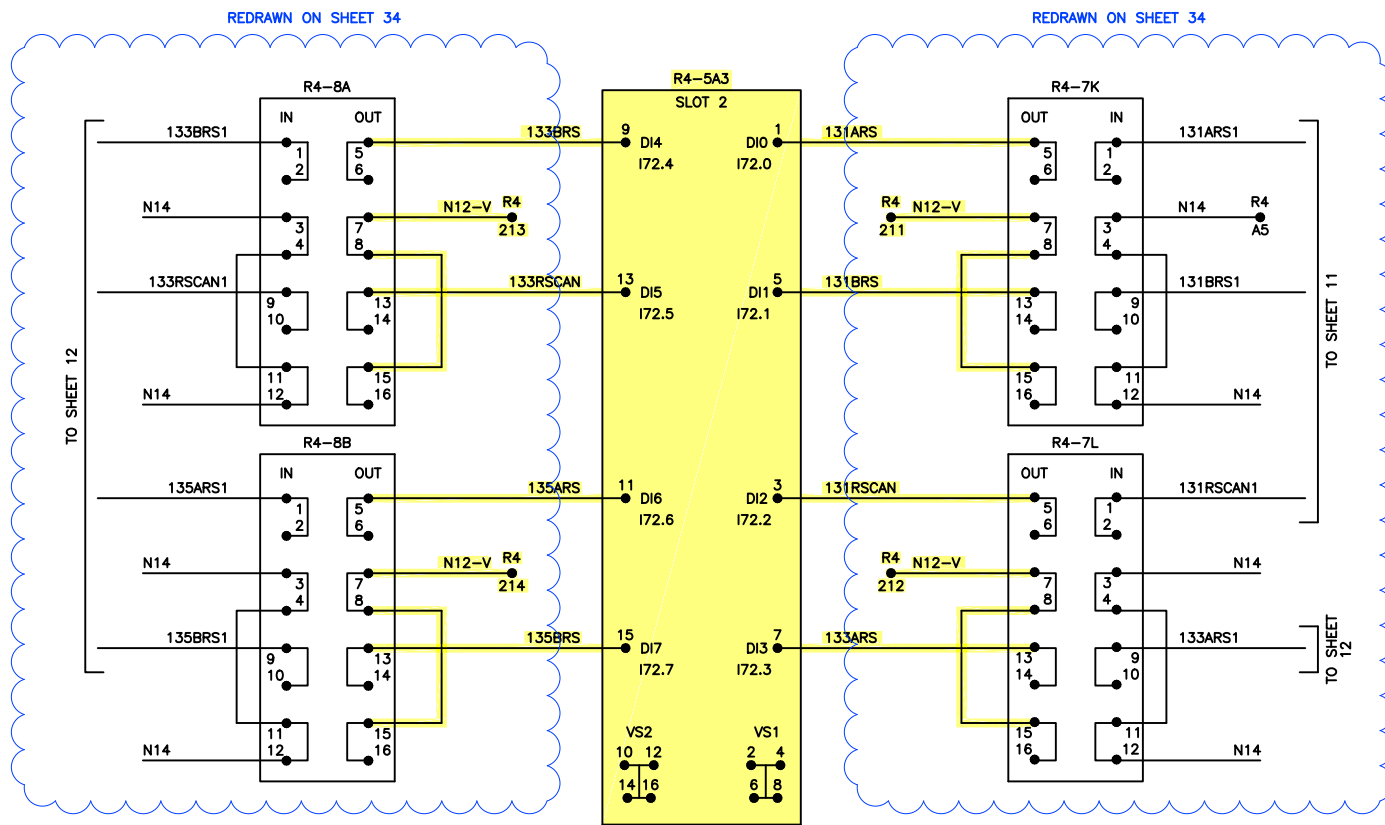 REDRAWN ON SHEET 34
REDRAWN ON SHEET 34
R4-8A
IN
OUT
133BRS1
1
2
5
6
133BRS
N14
3
4
7
8
N12-V
R4
213
133RSCAN1
9
10
13
14
133RSCAN
11
12
15
16
N14
TO SHEET 12
R4-8B
IN
OUT
135ARS1
1
2
5
6
135ARS
N14
3
4
7
8
N12-V
R4
214
135BRS1
9
10
13
14
135BRS
11
12
15
16
N14
R4-5A3
SLOT 2
9
DI4
I72.4
1
DI0
I72.0
13
DI5
I72.5
5
DI1
I72.1
11
DI6
I72.6
3
DI2
I72.2
15
DI7
I72.7
7
DI3
I72.3
VS2
10 12
14 16
VS1
2 4
6 8
R4-7K
OUT
IN
131ARS
5
6
1
2
131ARS1
R4
211
N12-V
7
8
3
4
N14
R4
A5
131BRS
13
14
9
10
131BRS1
15
16
11
12
N14
TO SHEET 11
R4-7L
OUT
IN
131RSCAN
5
6
1
2
131RSCAN1
R4
212
N12-V
7
8
3
4
N14
133ARS
13
14
9
10
133ARS1
15
16
11
12
N14
TO SHEET
12